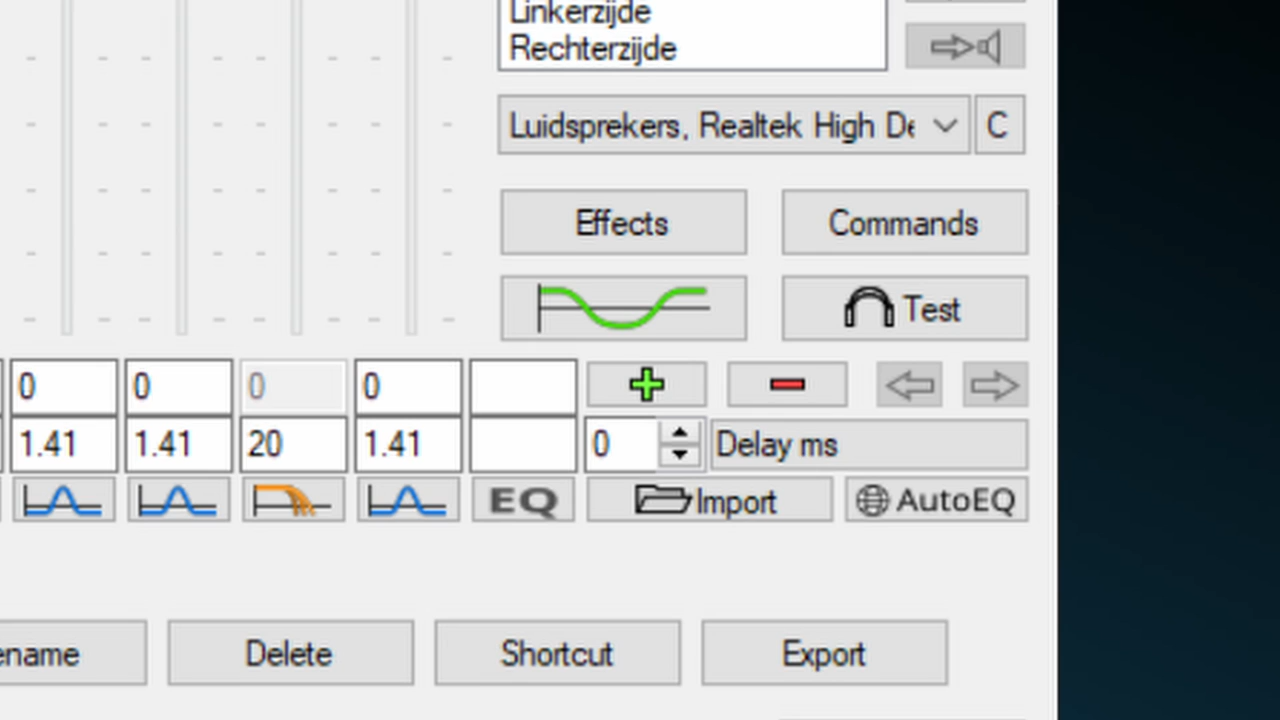 Linkerzijde
Rechterzijde
Luidsprekers, Realtek High De
C
Effects
Commands
Test
0
0
0
0
1.41
1.41
20
1.41
0
Delay ms
EQ
Import
AutoEQ
ename
Delete
Shortcut
Export